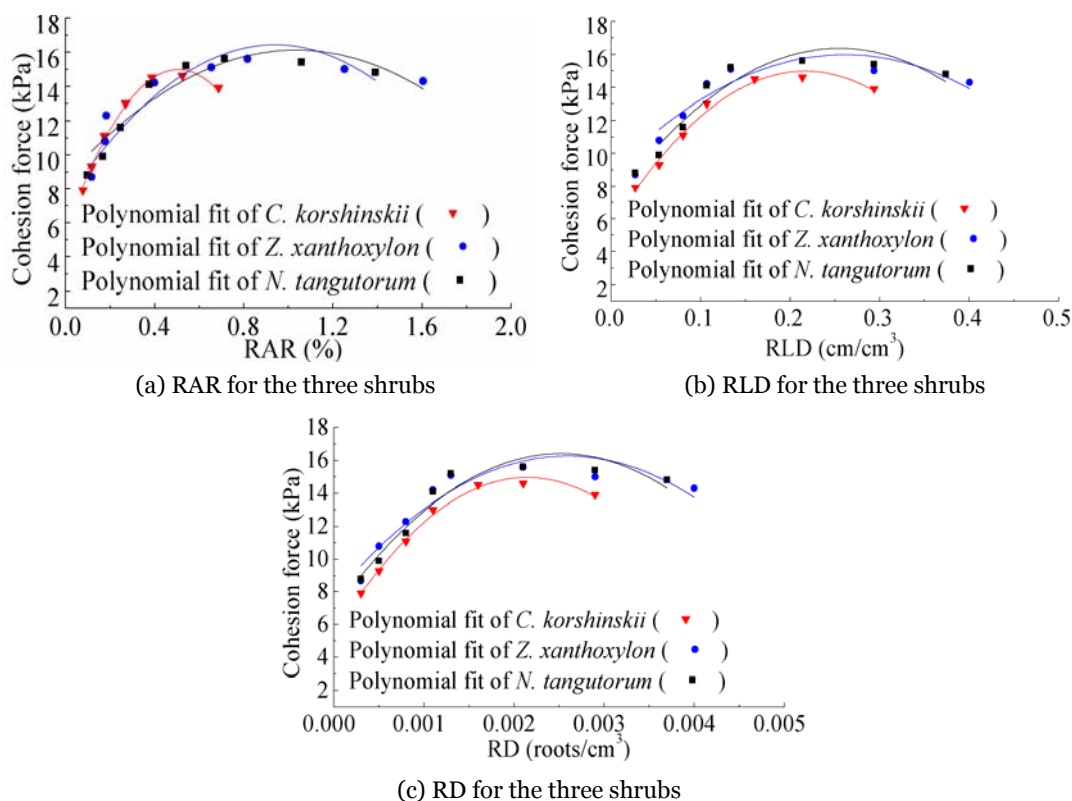 Cohesion force (kPa)
18
16
14
12
10
8
6
4
2
Polynomial fit of C. korshinskii ( )
Polynomial fit of Z. xanthoxylon ( )
Polynomial fit of N. tangutorum ( )
0.0 0.4 0.8 1.2 1.6 2.0
RAR (%)
(a) RAR for the three shrubs
Cohesion force (kPa)
18
16
14
12
10
8
6
4
2
Polynomial fit of C. korshinskii ( )
Polynomial fit of Z. xanthoxylon ( )
Polynomial fit of N. tangutorum ( )
0.0 0.1 0.2 0.3 0.4 0.5
RLD (cm/cm³)
(b) RLD for the three shrubs
Cohesion force (kPa)
18
16
14
12
10
8
6
4
2
Polynomial fit of C. korshinskii ( )
Polynomial fit of Z. xanthoxylon ( )
Polynomial fit of N. tangutorum ( )
0.000 0.001 0.002 0.003 0.004 0.005
RD (roots/cm³)
(c) RD for the three shrubs